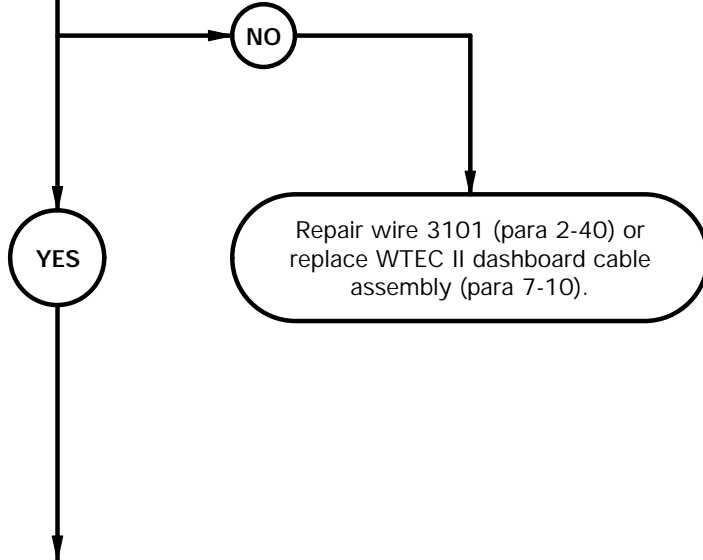 NO
YES
Repair wire 3101 (para 2-40) or
replace WTEC II dashboard cable
assembly (para 7-10).